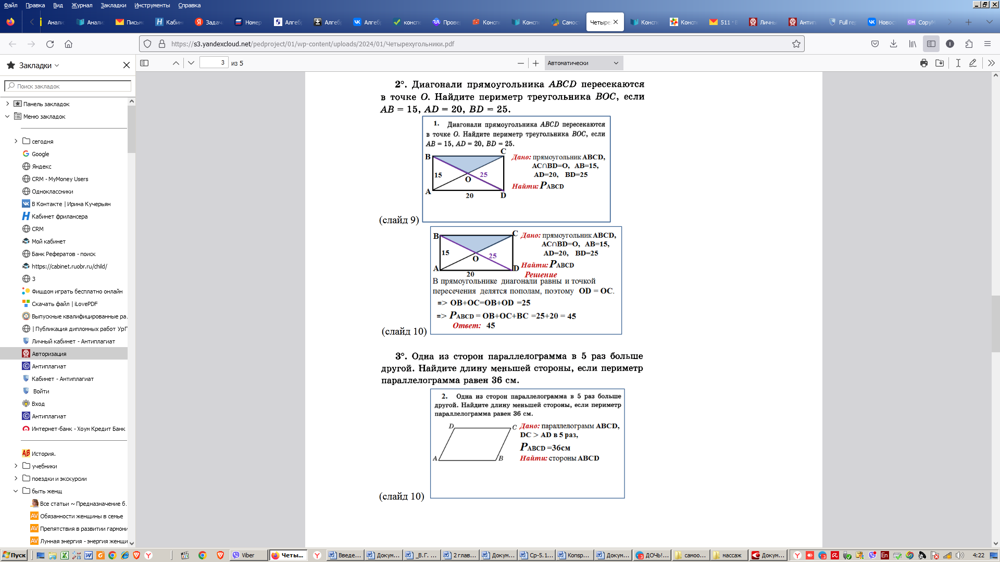 Файл Правка Вид Журнал Закладки Инструменты Справка
Анали Анали Письм Кабин Задач Номер Алгеб Алгеб Алгеб консп Прове Консп Консп Самос Четыре Консп Консп 511 · В Личнь Антип Full rep Новос CopyM
https://s3.yandexcloud.net/pedproject/01/wp-content/uploads/2024/01/Четырехугольники.pdf
Закладки
3 из 5
Автоматически
Поиск закладок
Панель закладок
Меню закладок
сегодня
Google
Яндекс
CRM - MyMoney Users
Одноклассники
В Контакте | Ирина Кучерьян
Кабинет фрилансера
CRM
Мой кабинет
Банк Рефератов - поиск
https://cabinet.ruobr.ru/child/
3
Фишдом играть бесплатно онлайн
Скачать файл | iLovePDF
Выпускные квалифицированные ра
| Публикация дипломных работ УрГ
Личный кабинет - Антиплагиат
Авторизация
Антиплагиат
Кабинет - Антиплагиат
Войти
Вход
Антиплагиат
Интернет-банк - Хоум Кредит Банк
История.
учебники
поездки и экскурсии
быть женщ
Все статьи ~ Предназначение б
Обязанности женщины в семье
Препятствия в развитии гармони
Лунная энергия - энергия женщи
2°. Диагонали прямоугольника ABCD пересекаются
в точке O. Найдите периметр треугольника BOC, если
AB = 15, AD = 20, BD = 25.
1. Диагонали прямоугольника ABCD пересекаются
в точке O. Найдите периметр треугольника BOC, если
AB = 15, AD = 20, BD = 25.
B C
15 O 25
A 20 D
Дано: прямоугольник ABCD,
AC∩BD=O, AB=15,
AD=20, BD=25
Найти: PABCD
(слайд 9)
B C
15 O 25
A 20 D
Дано: прямоугольник ABCD,
AC∩BD=O, AB=15,
AD=20, BD=25
Найти: PABCD
Решение
В прямоугольнике диагонали равны и точкой
пересечения делятся пополам, поэтому OD = OC.
=> OB+OC=OB+OD =25
=> PABCD = OB+OC+BC =25+20 = 45
Ответ: 45
(слайд 10)
3°. Одна из сторон параллелограмма в 5 раз больше
другой. Найдите длину меньшей стороны, если периметр
параллелограмма равен 36 см.
2. Одна из сторон параллелограмма в 5 раз больше
другой. Найдите длину меньшей стороны, если периметр
параллелограмма равен 36 см.
D C
A B
Дано: параллелограмм ABCD,
DC > AD в 5 раз,
PABCD =36см
Найти: стороны ABCD
(слайд 10)
Пуск Viber Четы... Введе... Докум... _В.Г. ... 2 глав... Докум... Ср-5.1... Konsp... Докум... ДОЧЬ!... самоо... массаж Докум... En 4:22